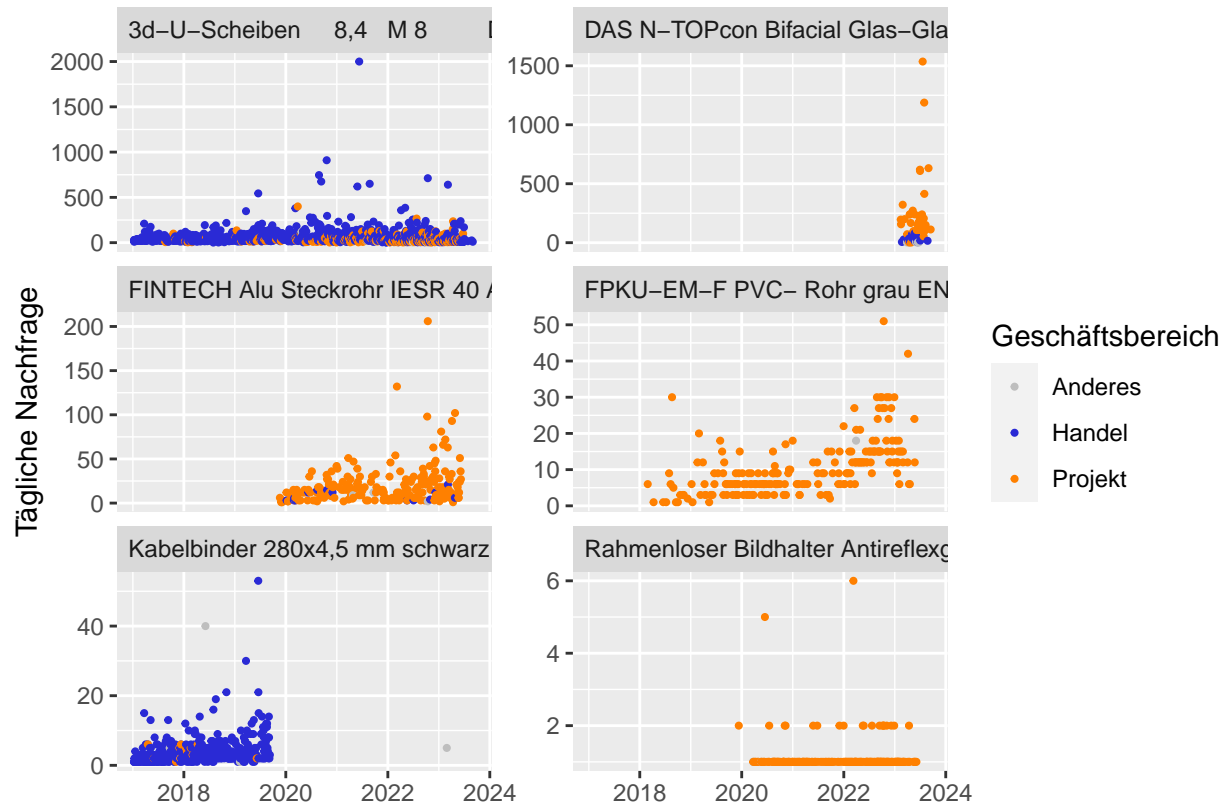 3d−U−Scheiben 8,4 M 8
DAS N−TOPcon Bifacial Glas−Gla
2000
1500
1000
500
0
1500
1000
500
0
FINTECH Alu Steckrohr IESR 40
FPKU−EM−F PVC− Rohr grau EN
200
150
100
50
0
50
40
30
20
10
0
Kabelbinder 280x4,5 mm schwarz
Rahmenloser Bildhalter Antireflexg
40
20
0
6
4
2
2018 2020 2022 2024
2018 2020 2022 2024
Tägliche Nachfrage
Geschäftsbereich
Anderes
Handel
Projekt